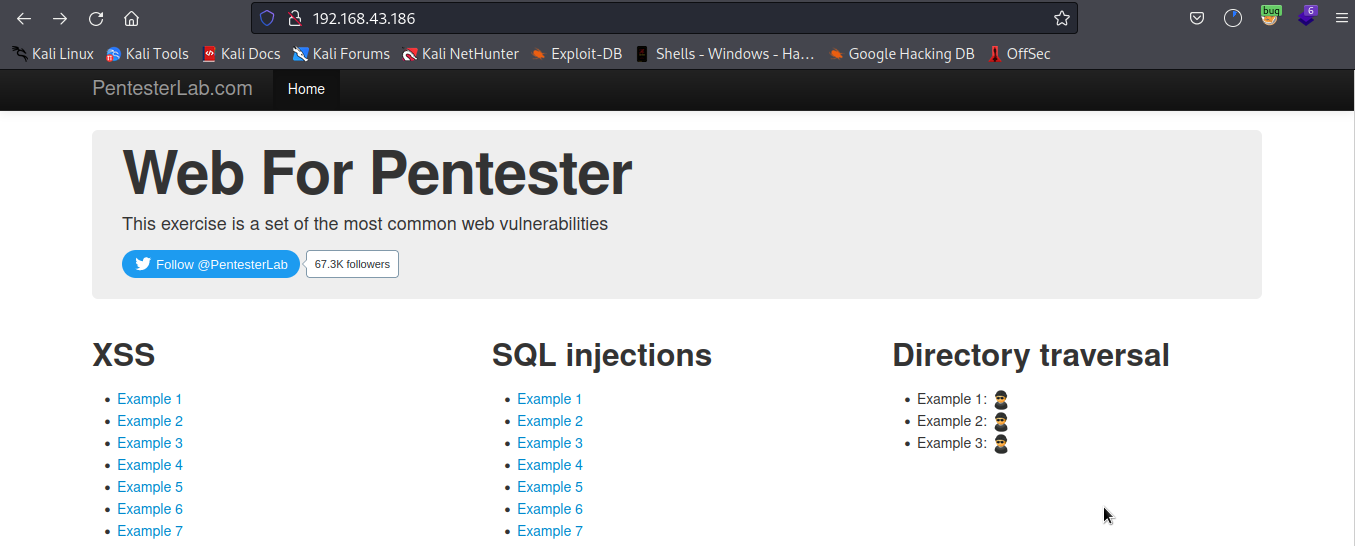 192.168.43.186
bug
6
Kali Linux Kali Tools Kali Docs Kali Forums Kali NetHunter Exploit-DB Shells - Windows - Ha… Google Hacking DB OffSec
PentesterLab.com Home
Web For Pentester
This exercise is a set of the most common web vulnerabilities
Follow @PentesterLab 67.3K followers
XSS
Example 1
Example 2
Example 3
Example 4
Example 5
Example 6
Example 7
SQL injections
Example 1
Example 2
Example 3
Example 4
Example 5
Example 6
Example 7
Directory traversal
Example 1:
Example 2:
Example 3: